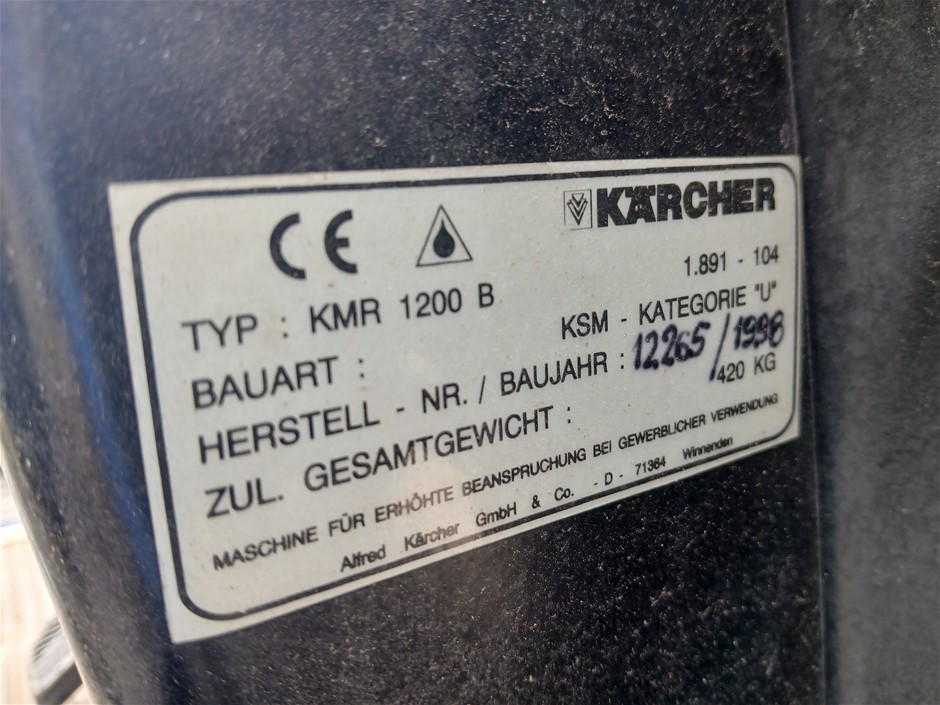 CE KÄRCHER
TYP : KMR 1200 B 1.891 - 104
BAUART : KSM - KATEGORIE "U"
HERSTELL - NR. / BAUJAHR : 12265/1998
ZUL. GESAMTGEWICHT : 420 KG
MASCHINE FÜR ERHÖHTE BEANSPRUCHUNG BEI GEWERBLICHER VERWENDUNG
Alfred Kärcher GmbH & Co. - D - 71364 Winnenden